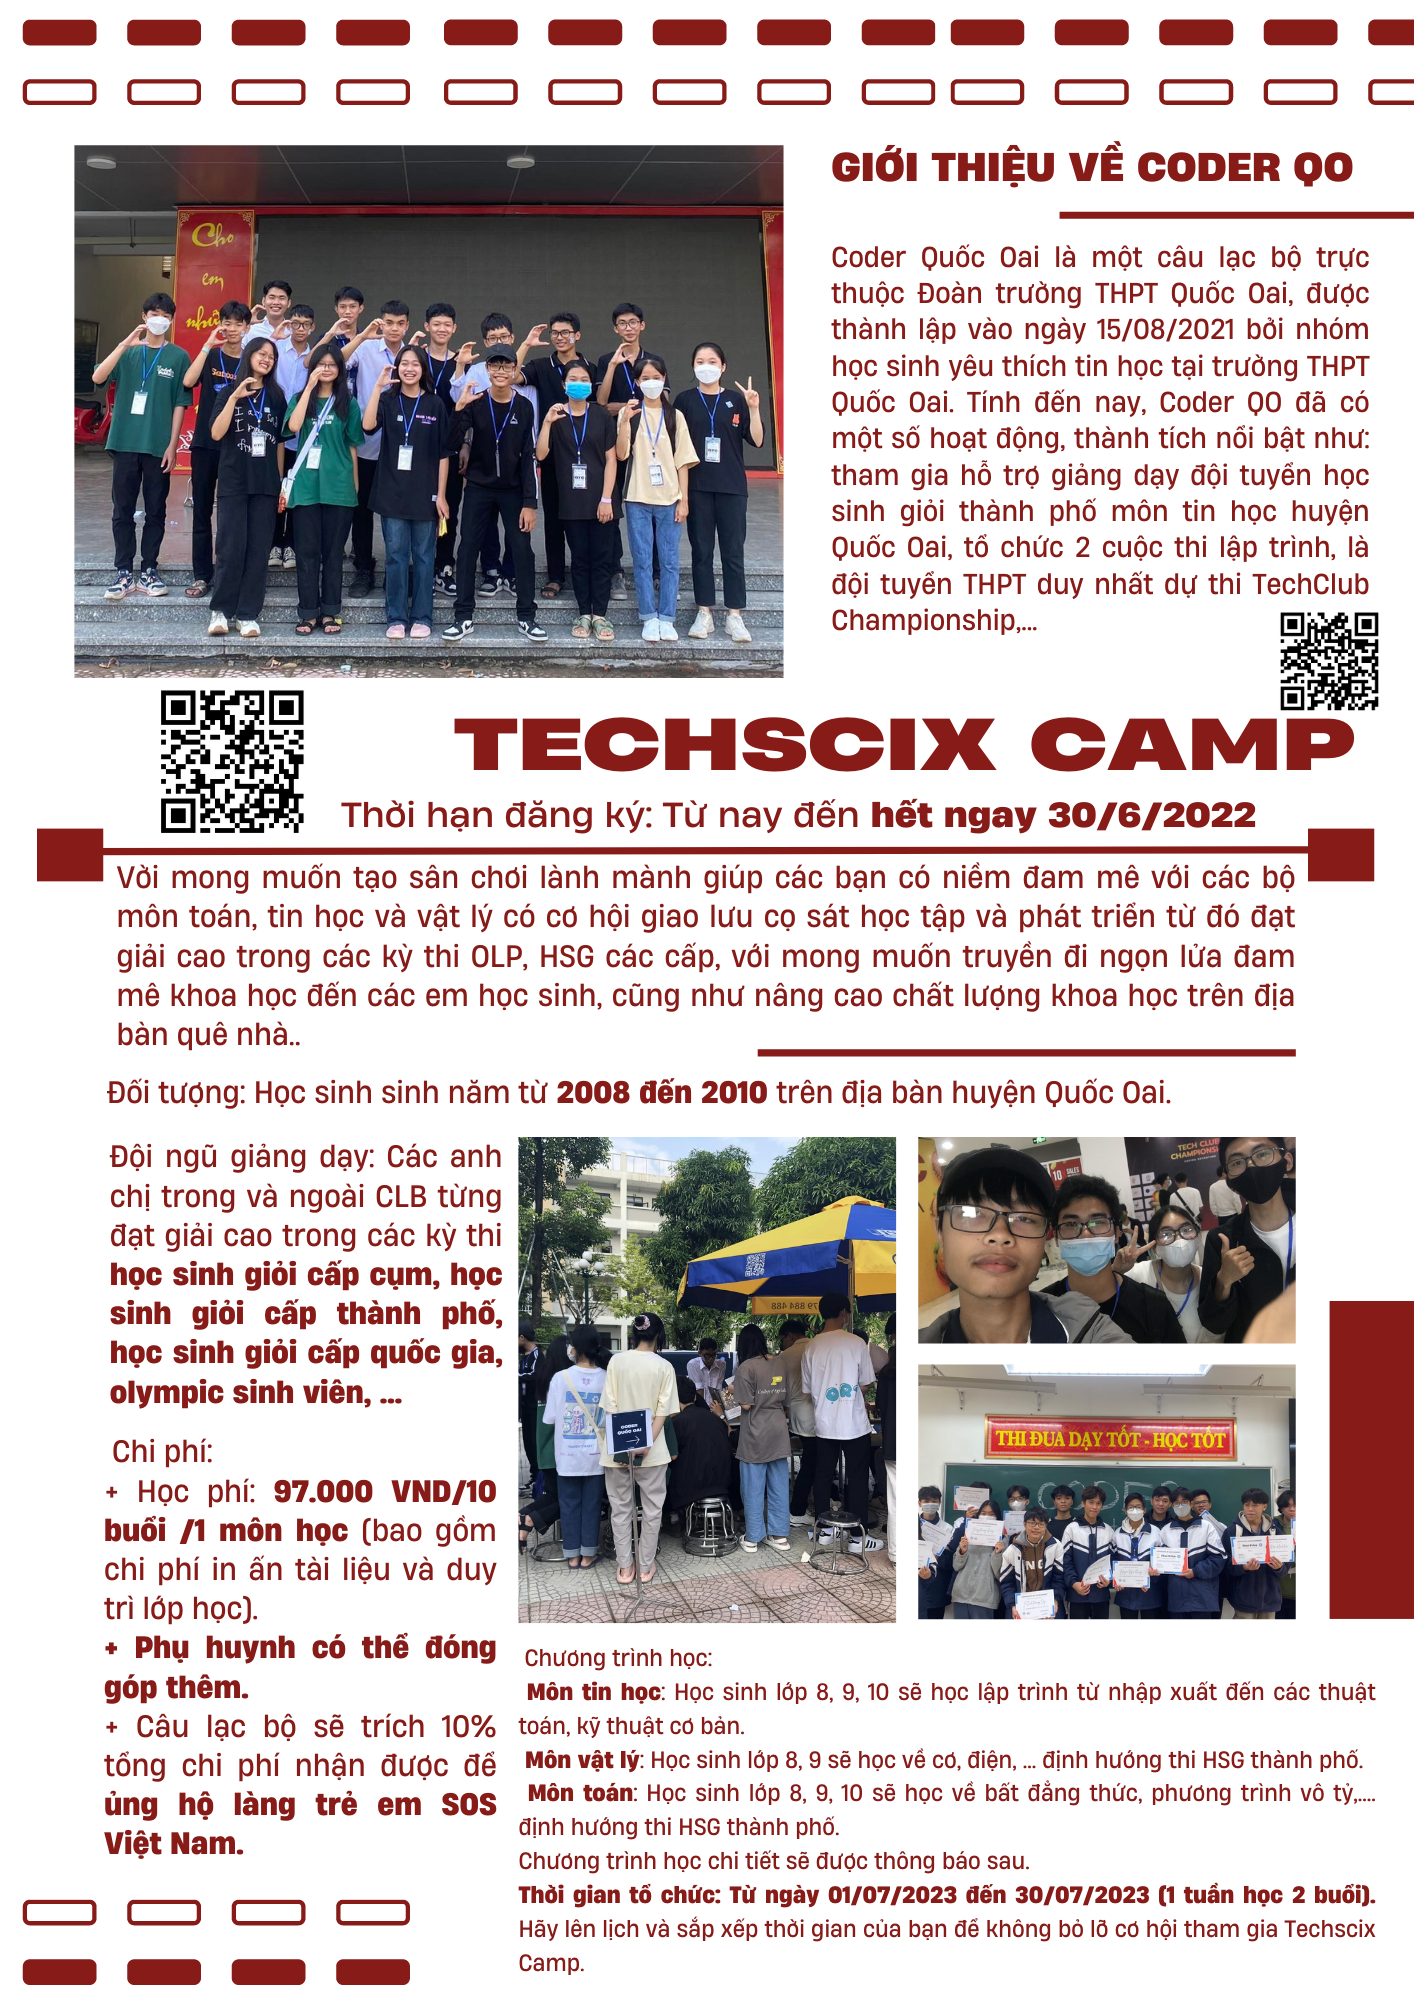 GIỚI THIỆU VỀ CODER QO
Coder Quốc Oai là một câu lạc bộ trực
thuộc Đoàn trường THPT Quốc Oai, được
thành lập vào ngày 15/08/2021 bởi nhóm
học sinh yêu thích tin học tại trường THPT
Quốc Oai. Tính đến nay, Coder QO đã có
một số hoạt động, thành tích nổi bật như:
tham gia hỗ trợ giảng dạy đội tuyển học
sinh giỏi thành phố môn tin học huyện
Quốc Oai, tổ chức 2 cuộc thi lập trình, là
đội tuyển THPT duy nhất dự thi TechClub
Championship,...
Cho
em
TECHSCIX CAMP
Thời hạn đăng ký: Từ nay đến hết ngay 30/6/2022
Vời mong muốn tạo sân chơi lành mành giúp các bạn có niềm đam mê với các bộ
môn toán, tin học và vật lý có cơ hội giao lưu cọ sát học tập và phát triển từ đó đạt
giải cao trong các kỳ thi OLP, HSG các cấp, với mong muốn truyền đi ngọn lửa đam
mê khoa học đến các em học sinh, cũng như nâng cao chất lượng khoa học trên địa
bàn quê nhà..
Đối tượng: Học sinh sinh năm từ 2008 đến 2010 trên địa bàn huyện Quốc Oai.
Đội ngũ giảng dạy: Các anh
chị trong và ngoài CLB từng
đạt giải cao trong các kỳ thi
học sinh giỏi cấp cụm, học
sinh giỏi cấp thành phố,
học sinh giỏi cấp quốc gia,
olympic sinh viên, ...
Chi phí:
+ Học phí: 97.000 VND/10
buổi /1 môn học (bao gồm
chi phí in ấn tài liệu và duy
trì lớp học).
+ Phụ huynh có thể đóng
góp thêm.
+ Câu lạc bộ sẽ trích 10%
tổng chi phí nhận được để
ủng hộ làng trẻ em SOS
Việt Nam.
CODER
QUỐC OAI
TECH CLUB
THI ĐUA DẠY TỐT - HỌC TỐT
Chương trình học:
Môn tin học: Học sinh lớp 8, 9, 10 sẽ học lập trình từ nhập xuất đến các thuật
toán, kỹ thuật cơ bản.
Môn vật lý: Học sinh lớp 8, 9 sẽ học về cơ, điện, ... định hướng thi HSG thành phố.
Môn toán: Học sinh lớp 8, 9, 10 sẽ học về bất đẳng thức, phương trình vô tỷ,....
định hướng thi HSG thành phố.
Chương trình học chi tiết sẽ được thông báo sau.
Thời gian tổ chức: Từ ngày 01/07/2023 đến 30/07/2023 (1 tuần học 2 buổi).
Hãy lên lịch và sắp xếp thời gian của bạn để không bỏ lỡ cơ hội tham gia Techscix
Camp.